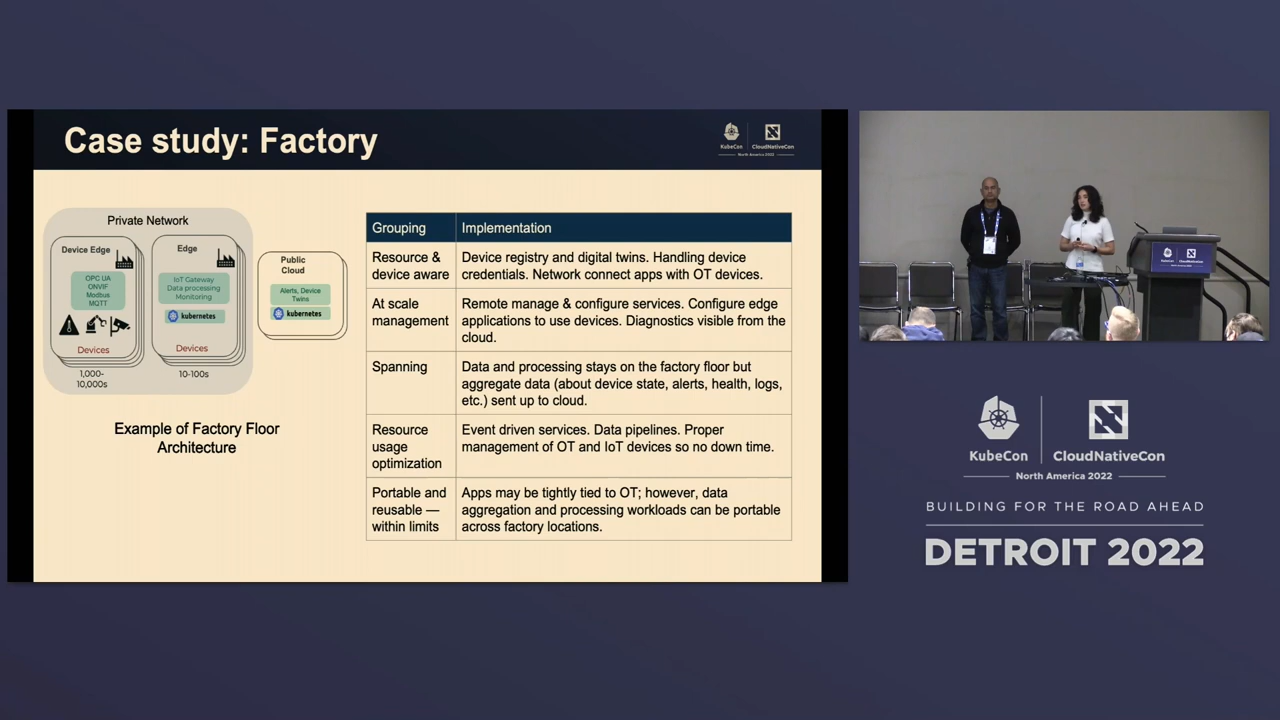 Case study: Factory
KubeCon
CloudNativeCon
North America 2022
Private Network
Device Edge
OPC UA
ONVIF
Modbus
MQTT
Devices
1,000-
10,000s
Edge
IoT Gateway
Data processing
Monitoring
kubernetes
Devices
10-100s
Public
Cloud
Alerts, Device
Twins
kubernetes
Example of Factory Floor
Architecture
Grouping
Implementation
Resource &
device aware
Device registry and digital twins. Handling device
credentials. Network connect apps with OT devices.
At scale
management
Remote manage & configure services. Configure edge
applications to use devices. Diagnostics visible from the
cloud.
Spanning
Data and processing stays on the factory floor but
aggregate data (about device state, alerts, health, logs,
etc.) sent up to cloud.
Resource
usage
optimization
Event driven services. Data pipelines. Proper
management of OT and IoT devices so no down time.
Portable and
reusable —
within limits
Apps may be tightly tied to OT; however, data
aggregation and processing workloads can be portable
across factory locations.
KubeCon
CloudNativeCon
North America 2022
BUILDING FOR THE ROAD AHEAD
DETROIT 2022